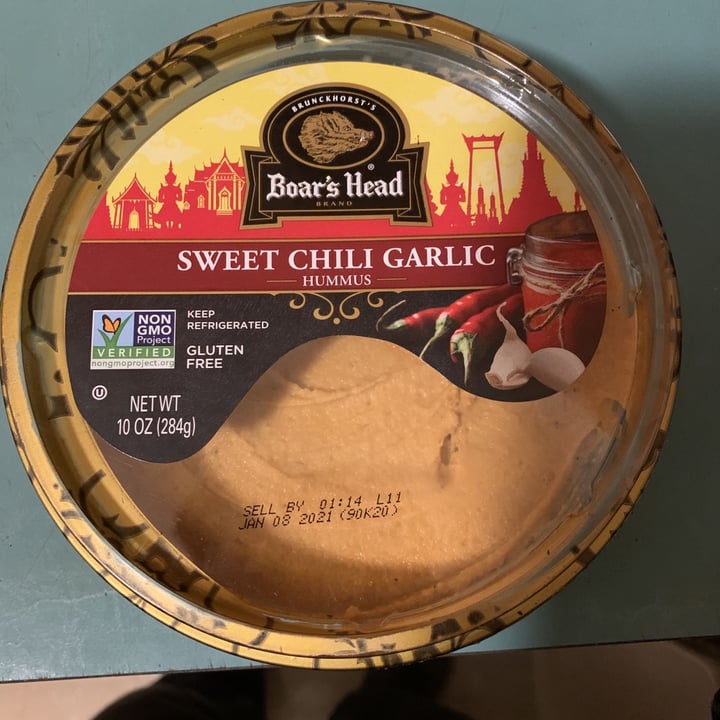 BRUNCKHORST'S
Boar's Head
®
BRAND
SWEET CHILI GARLIC
HUMMUS
NON
GMO
Project
VERIFIED
nongmoproject.org
KEEP
REFRIGERATED
GLUTEN
FREE
U
NET WT
10 OZ (284g)
SELL BY 01:14 L11
JAN 08 2021 (90K20)